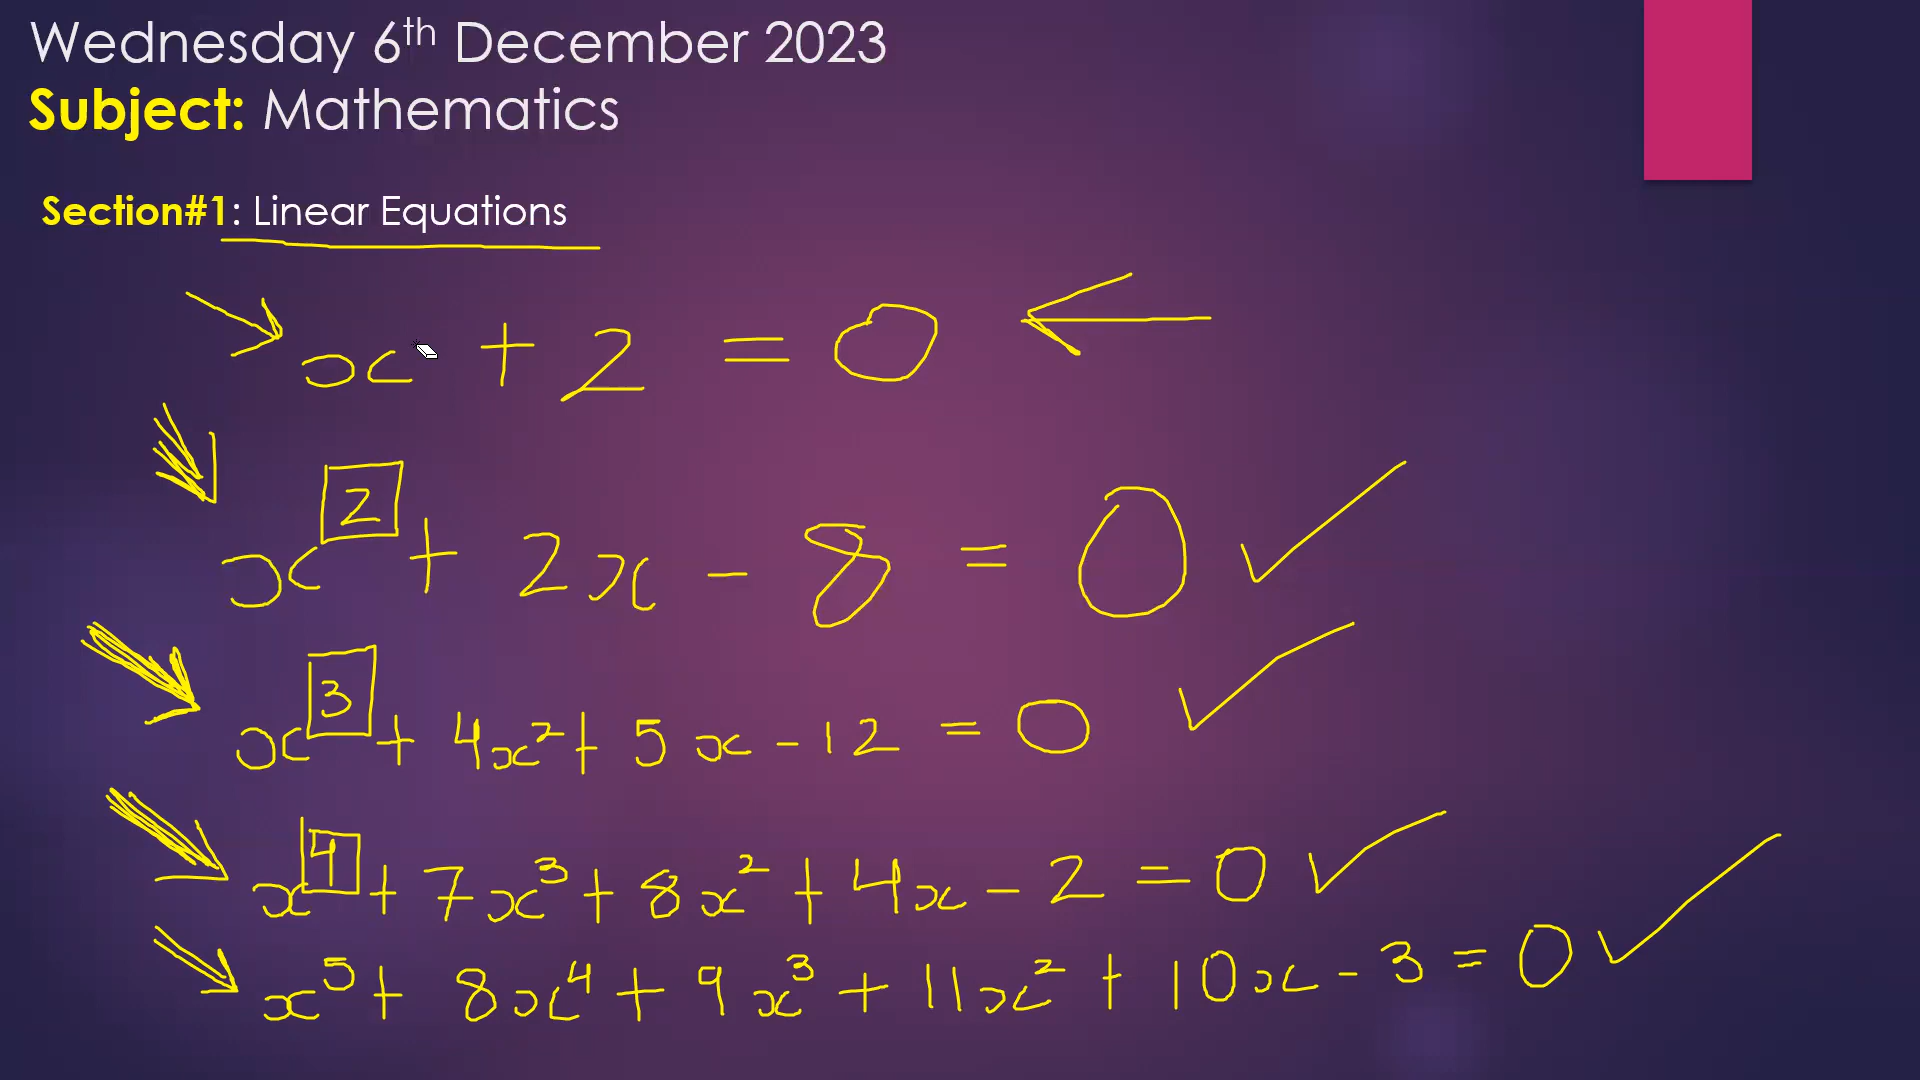 Wednesday 6th December 2023
Subject: Mathematics
Section#1: Linear Equations
x + 2 = 0
x² + 2x - 8 = 0
x³ + 4x² + 5x - 12 = 0
x⁴ + 7x³ + 8x² + 4x - 2 = 0
x⁵ + 8x⁴ + 9x³ + 11x² + 10x - 3 = 0